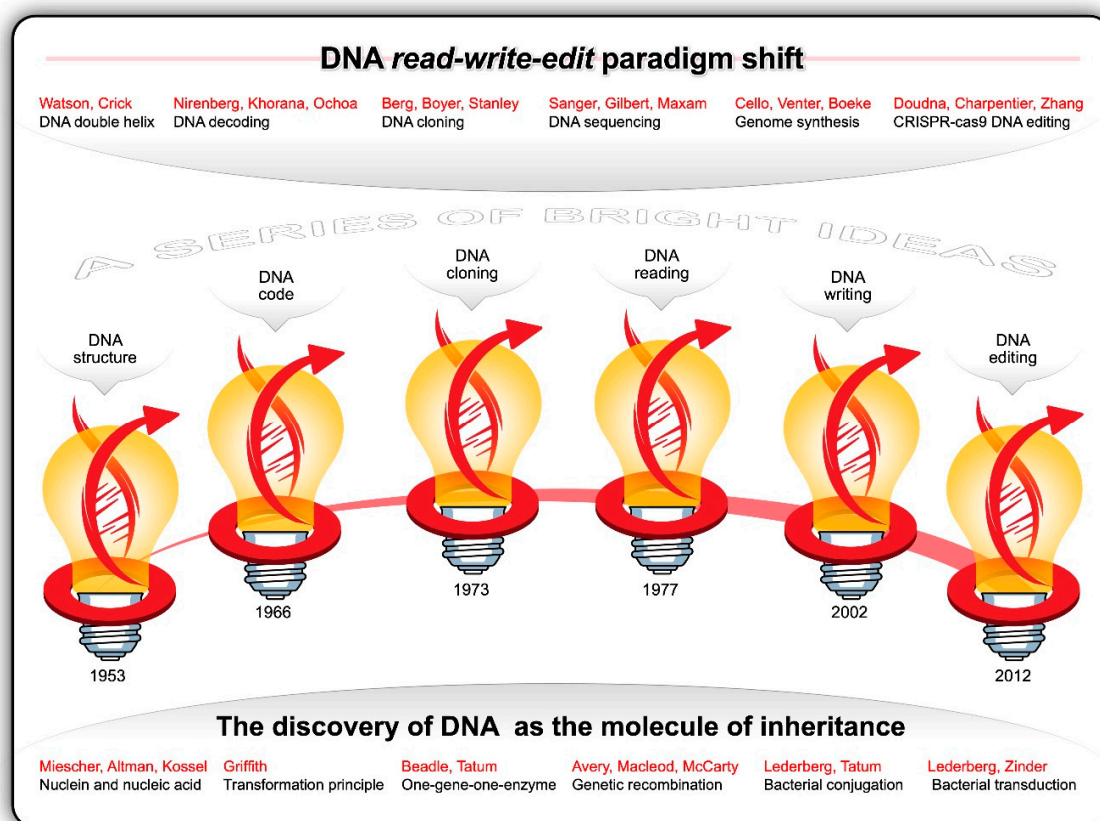 DNA read-write-edit paradigm shift
Watson, Crick
DNA double helix
Nirenberg, Khorana, Ochoa
DNA decoding
Berg, Boyer, Stanley
DNA cloning
Sanger, Gilbert, Maxam
DNA sequencing
Cello, Venter, Boeke
Genome synthesis
Doudna, Charpentier, Zhang
CRISPR-cas9 DNA editing
A SERIES OF BRIGHT IDEAS
DNA
structure
DNA
code
DNA
cloning
DNA
reading
DNA
writing
DNA
editing
1953
1966
1973
1977
2002
2012
The discovery of DNA as the molecule of inheritance
Miescher, Altman, Kossel
Nuclein and nucleic acid
Griffith
Transformation principle
Beadle, Tatum
One-gene-one-enzyme
Avery, Macleod, McCarty
Genetic recombination
Lederberg, Tatum
Bacterial conjugation
Lederberg, Zinder
Bacterial transduction